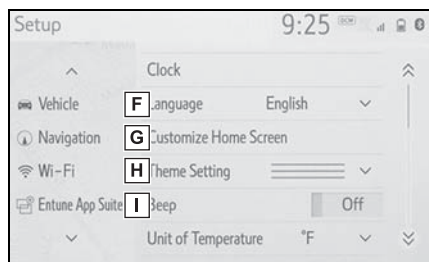 Setup 9:25 DCM
Clock
Vehicle F Language English
Navigation G Customize Home Screen
Wi-Fi H Theme Setting
Entune App Suite I Beep Off
Unit of Temperature °F